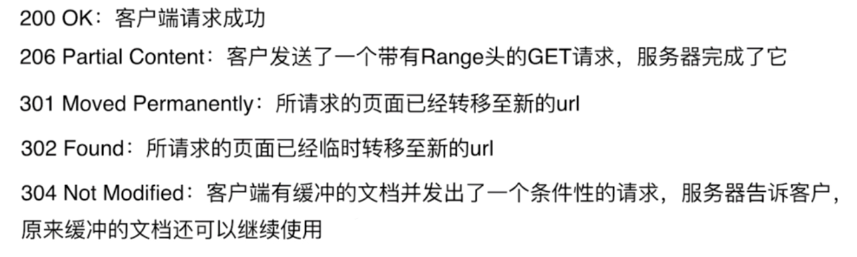 200 OK：客户端请求成功
206 Partial Content：客户发送了一个带有Range头的GET请求，服务器完成了它
301 Moved Permanently：所请求的页面已经转移至新的url
302 Found：所请求的页面已经临时转移至新的url
304 Not Modified：客户端有缓冲的文档并发出了一个条件性的请求，服务器告诉客户，
原来缓冲的文档还可以继续使用